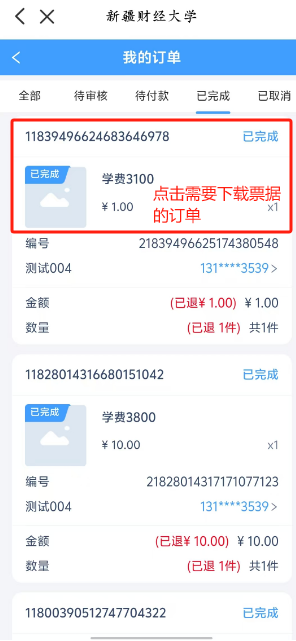 新疆财经大学
我的订单
全部 待审核 待付款 已完成 已取消
11839496624683646978 已完成
已完成
学费3100
¥ 1.00 x1
点击需要下载票据
的订单
编号 21839496625174380548
测试004 131****3539 >
金额 (已退¥ 1.00) ¥ 1.00
数量 (已退 1件) 共1件
11828014316680151042 已完成
已完成
学费3800
¥ 10.00 x1
编号 21828014317171077123
测试004 131****3539 >
金额 (已退¥ 10.00) ¥ 10.00
数量 (已退 1件) 共1件
11800390512747704322 已完成